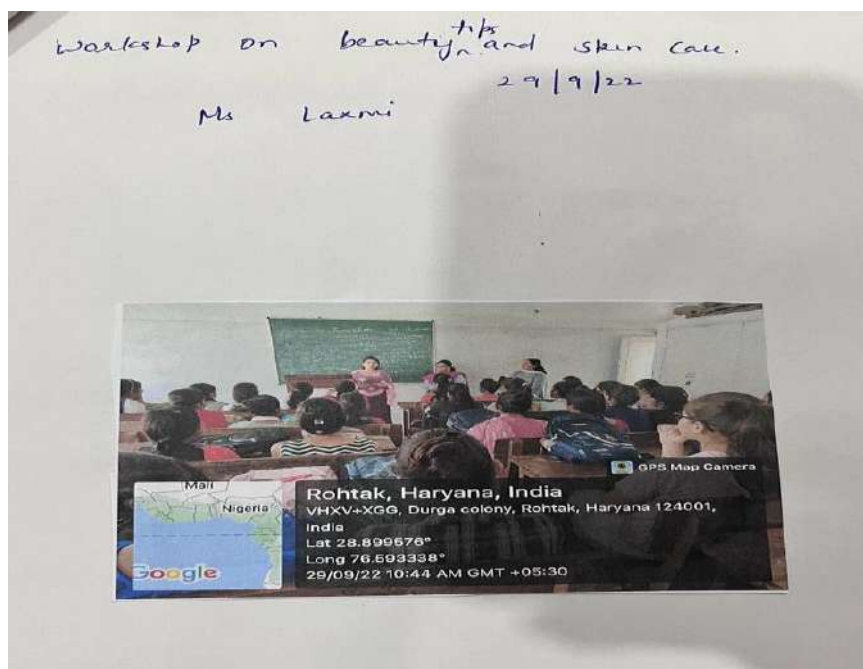 Workshop on beauty tips and skin care.
29/9/22
Ms Laxmi
GPS Map Camera
Mali
Nigeria
Google
Rohtak, Haryana, India
VHXV+XGG, Durga colony, Rohtak, Haryana 124001,
India
Lat 28.899576°
Long 76.593338°
29/09/22 10:44 AM GMT +05:30